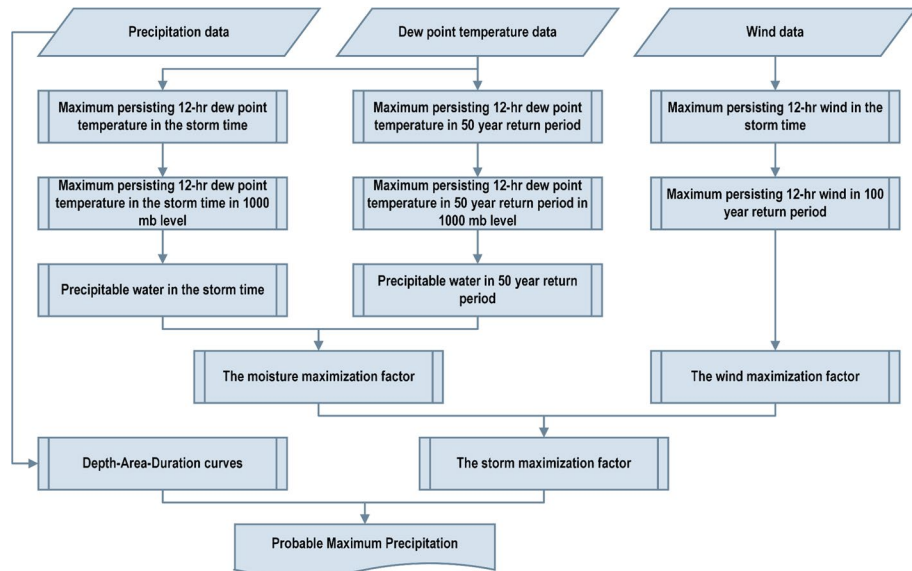 Precipitation data
Dew point temperature data
Wind data
Maximum persisting 12-hr dew point
temperature in the storm time
Maximum persisting 12-hr dew point
temperature in 50 year return period
Maximum persisting 12-hr wind in the
storm time
Maximum persisting 12-hr dew point
temperature in the storm time in 1000
mb level
Maximum persisting 12-hr dew point
temperature in 50 year return period in
1000 mb level
Maximum persisting 12-hr wind in 100
year return period
Precipitable water in the storm time
Precipitable water in 50 year return
period
The moisture maximization factor
The wind maximization factor
Depth-Area-Duration curves
The storm maximization factor
Probable Maximum Precipitation